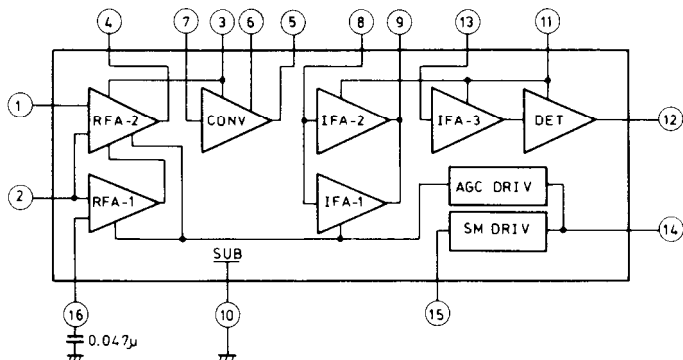 4 7 3 6 5 8 9 13 11
1 RFA-2 CONV IFA-2 IFA-3 DET 12
2 RFA-1 IFA-1 AGC DRIV
SM DRIV 14
SUB
16 10 15
0.047μ